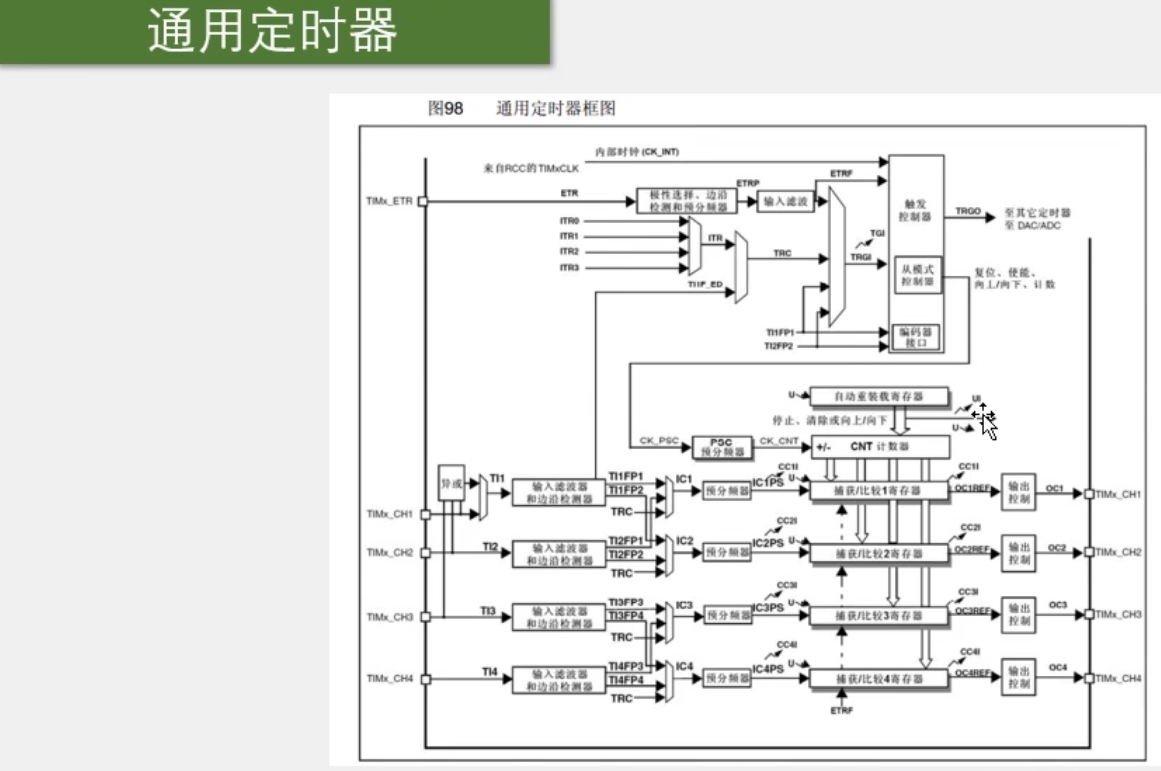 通用定时器
图98 通用定时器框图
内部时钟 (CK_INT)
来自RCC的TIMxCLK
TIMx_ETR
ETR
极性选择、边沿
检测和预分频器
ETRP
输入滤波
ETRF
触发
控制器
TRGO
至其它定时器
至 DAC/ADC
ITR0
ITR1
ITR2
ITR3
ITR
TRC
TGI
TRGI
从模式
控制器
复位、使能、
向上/向下、计数
TI1F_ED
TI1FP1
TI2FP2
编码器
接口
U
自动重装载寄存器
UI
停止、清除或向上/向下
U
CK_PSC
PSC
预分频器
CK_CNT
+/- CNT 计数器
异或
TI1
输入滤波器
和边沿检测器
TI1FP1
TI1FP2
TRC
IC1
预分频器
IC1PS
CC1I
U
捕获/比较1寄存器
CC1I
OC1REF
输出
控制
OC1
TIMx_CH1
TIMx_CH1
TIMx_CH2
TI2
输入滤波器
和边沿检测器
TI2FP1
TI2FP2
TRC
IC2
预分频器
IC2PS
CC2I
U
捕获/比较2寄存器
CC2I
OC2REF
输出
控制
OC2
TIMx_CH2
TIMx_CH3
TI3
输入滤波器
和边沿检测器
TI3FP3
TI3FP4
TRC
IC3
预分频器
IC3PS
CC3I
U
捕获/比较3寄存器
CC3I
OC3REF
输出
控制
OC3
TIMx_CH3
TIMx_CH4
TI4
输入滤波器
和边沿检测器
TI4FP3
TI4FP4
TRC
IC4
预分频器
IC4PS
CC4I
U
捕获/比较4寄存器
CC4I
OC4REF
输出
控制
OC4
TIMx_CH4
ETRF